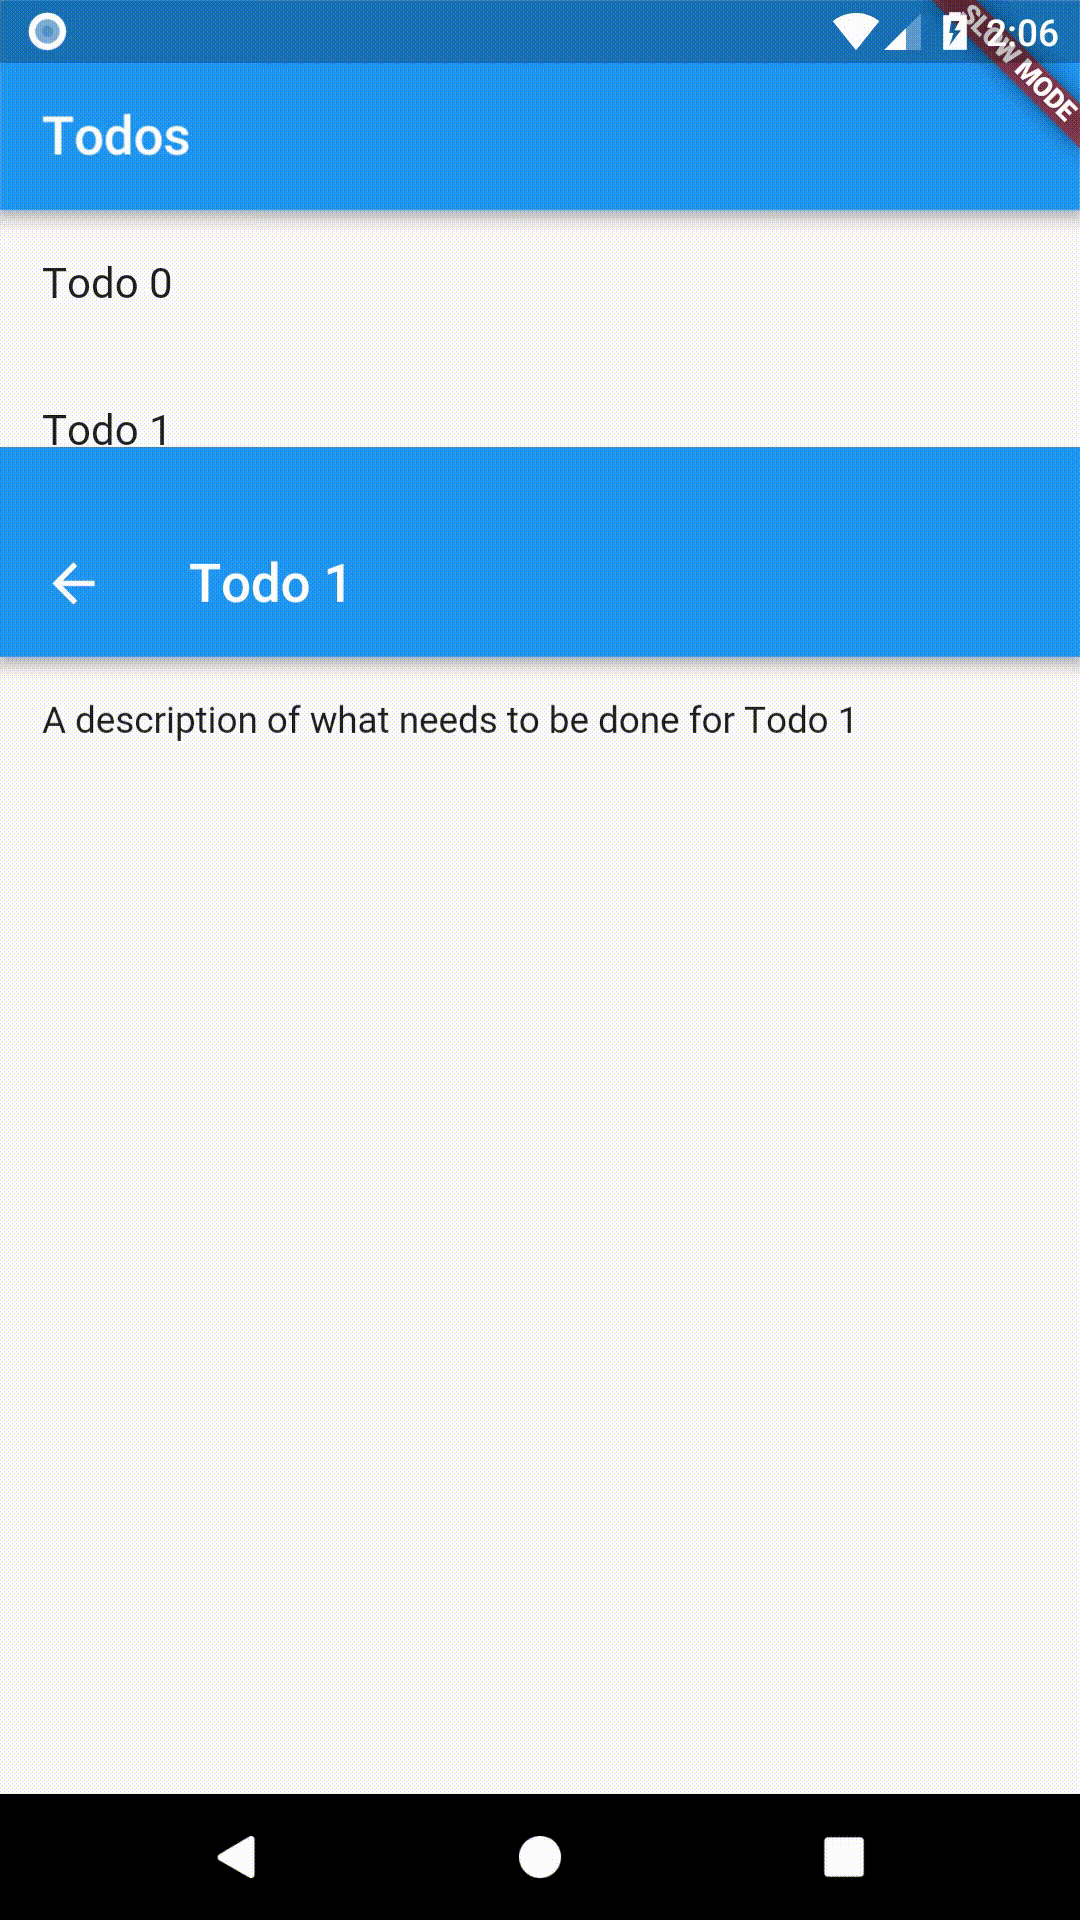 :06
SLOW MODE
Todos
Todo 0
Todo 1
Todo 1
A description of what needs to be done for Todo 1